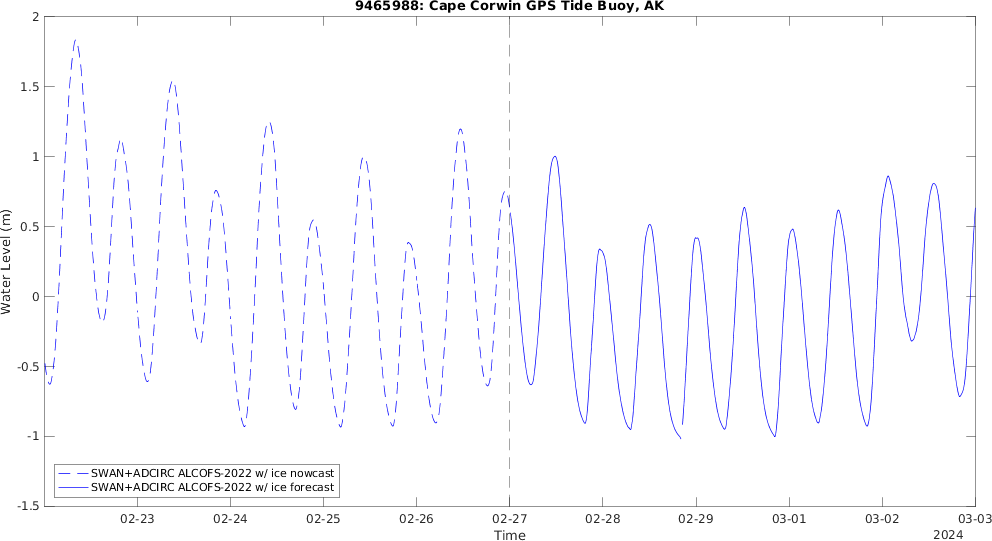 9465988: Cape Corwin GPS Tide Buoy, AK
2
1.5
1
0.5
0
-0.5
-1
-1.5
Water Level (m)
SWAN+ADCIRC ALCOFS-2022 w/ ice nowcast
SWAN+ADCIRC ALCOFS-2022 w/ ice forecast
02-23 02-24 02-25 02-26 02-27 02-28 02-29 03-01 03-02 03-03
Time
2024